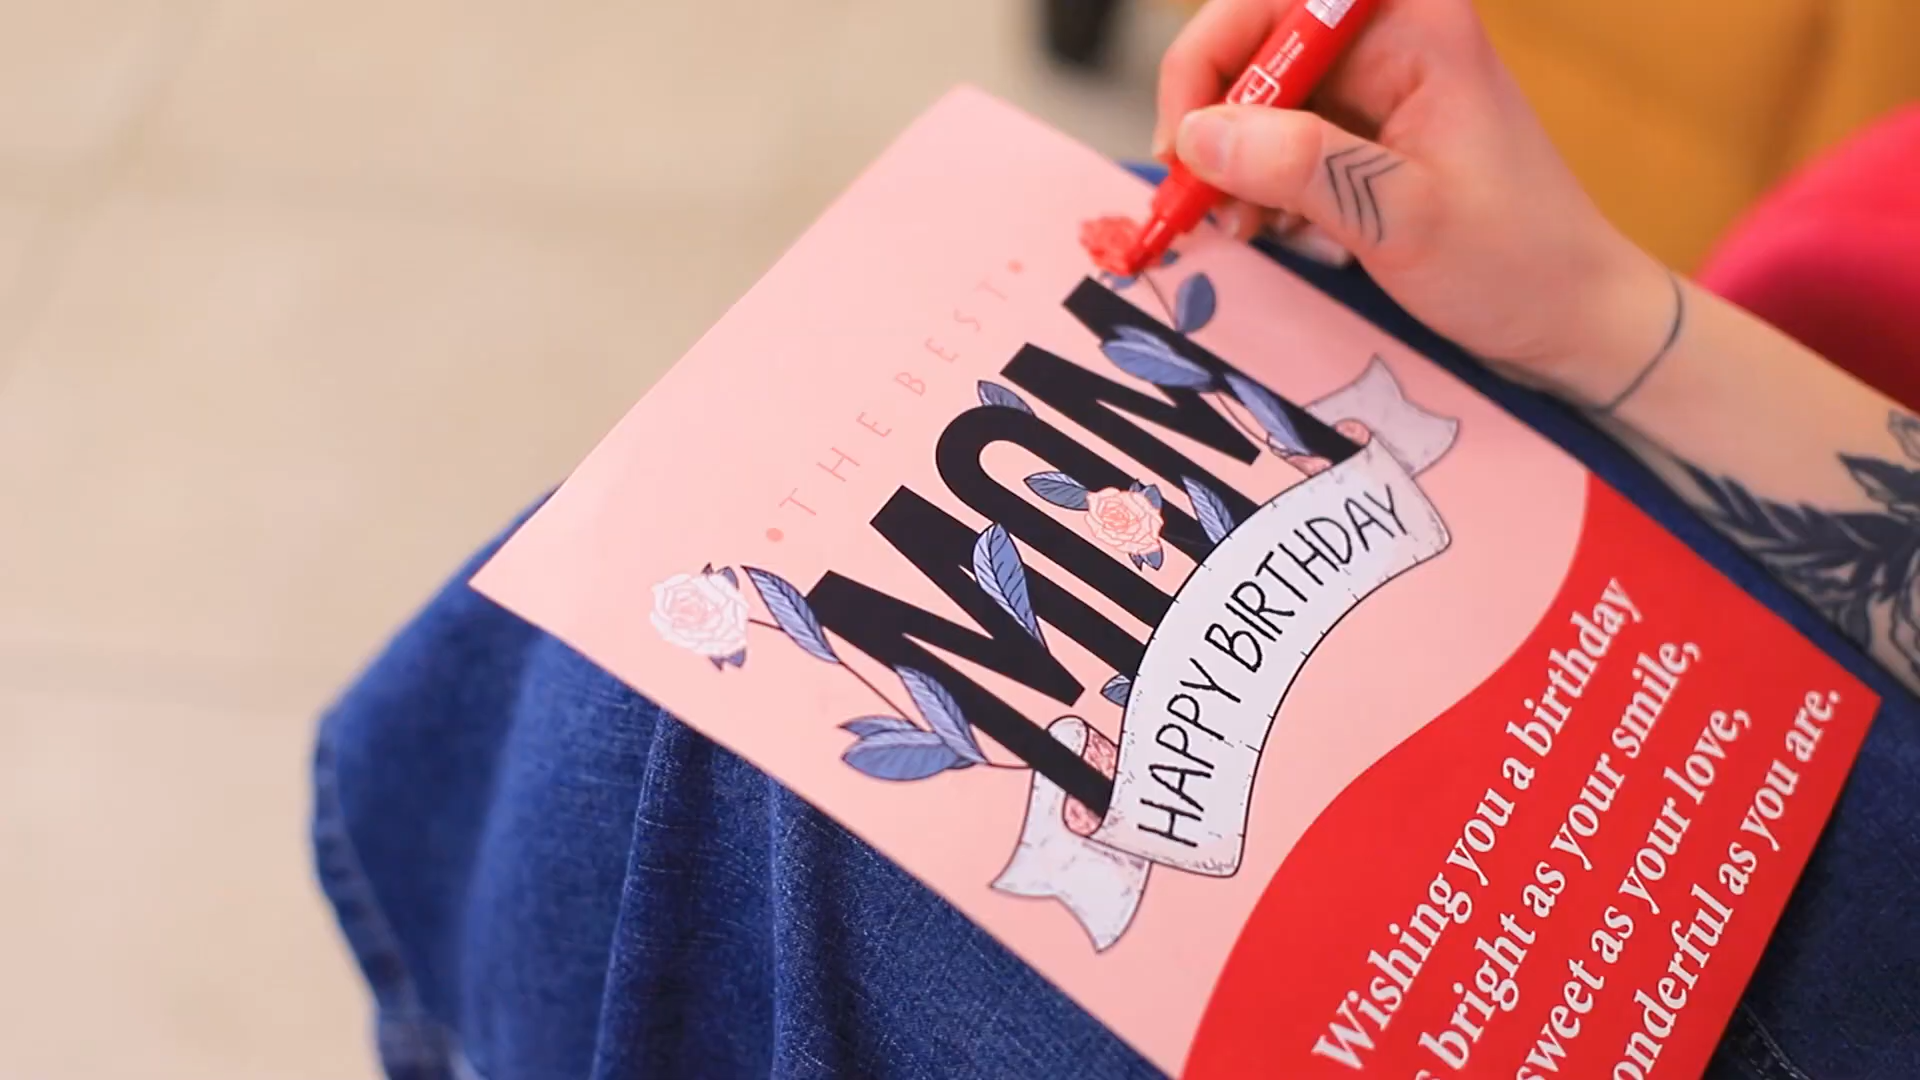 • THE BEST •
MOM
HAPPY BIRTHDAY
Wishing you a birthday
bright as your smile,
sweet as your love,
onderful as you are.